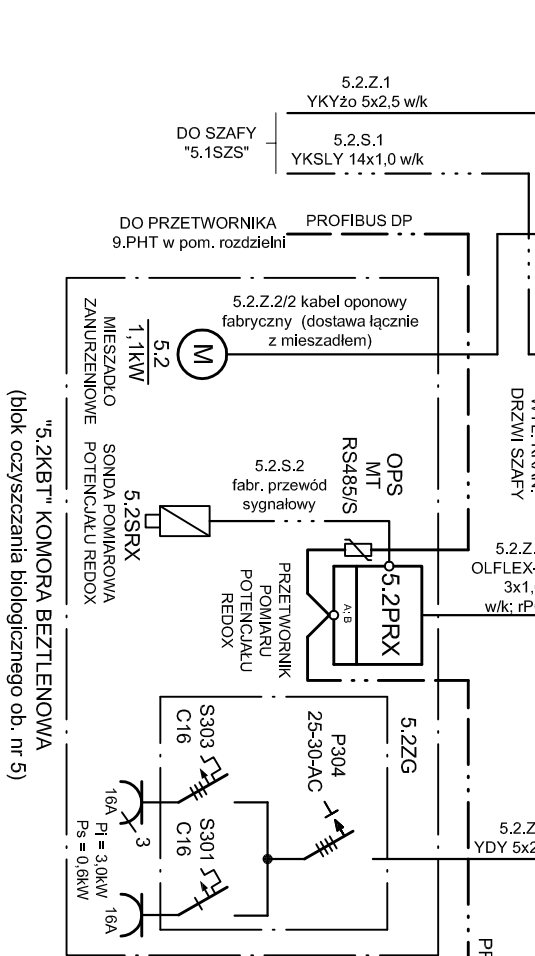 5.2.Z.1
YKYżo 5x2,5 w/k
DO SZAFY
"5.1SZS"
5.2.S.1
YKSLY 14x1,0 w/k
DO PRZETWORNIKA
9.PHT w pom. rozdzielni
PROFIBUS DP
5.2.Z.2/2 kabel oponowy
fabryczny (dostawa łącznie
z mieszadłem)
M
5.2
1,1kW
MIESZADŁO
ZANURZENIOWE
DRZWI SZAFY
OPS
MT
RS485/S
5.2.S.2
fabr. przewód
sygnałowy
5.2SRX
SONDA POMIAROWA
POTENCJAŁU REDOX
5.2.Z.
OLFLEX-
3x1,
w/k; rP
5.2PRX
A; B
PRZETWORNIK
POMIARU
POTENCJAŁU
REDOX
"5.2KBT" KOMORA BEZTLENOWA
(blok oczyszczania biologicznego ob. nr 5)
5.2ZG
P304
25-30-AC
S303
C16
S301
C16
16A
3
16A
Pi = 3,0kW
Ps = 0,6kW
5.2.Z
YDY 5x2